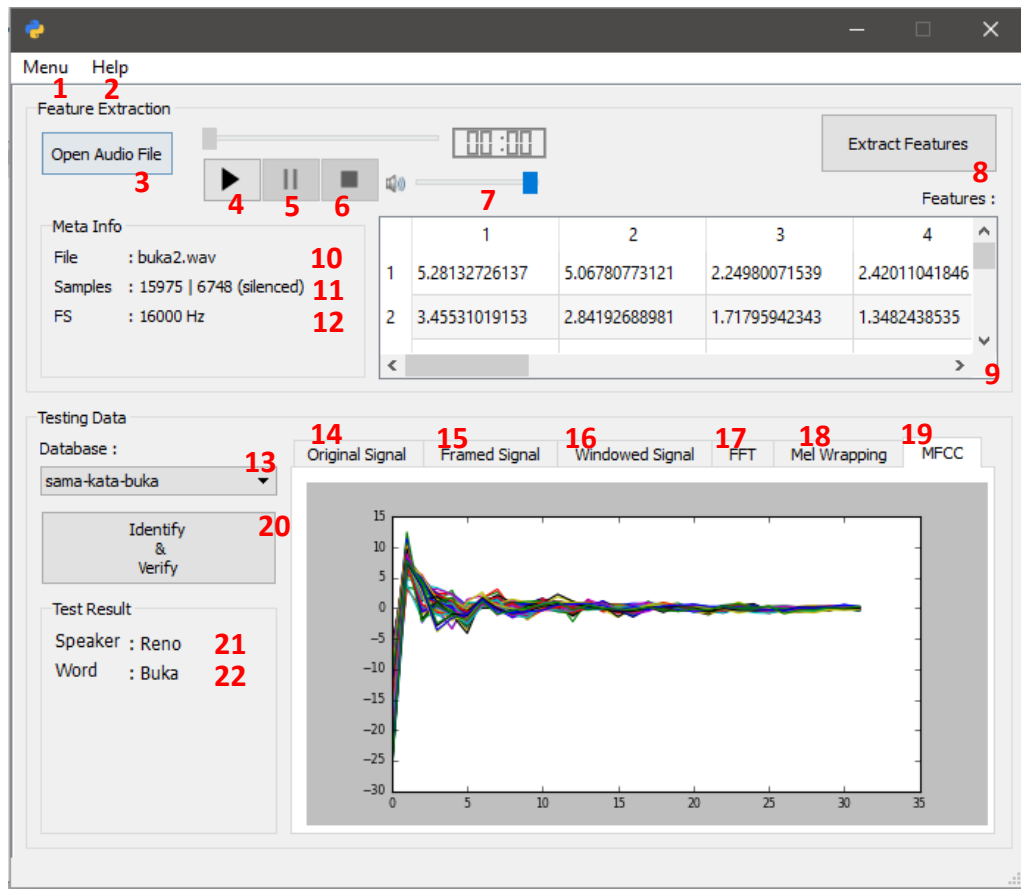 Menu Help
1 2
Feature Extraction
Open Audio File
3
00:00
4 5 6 7
Extract Features
8
Features :
Meta Info
File : buka2.wav 10
Samples : 15975 | 6748 (silenced) 11
FS : 16000 Hz 12
1 2 3 4
1 5.28132726137 5.06780773121 2.24980071539 2.42011041846
2 3.45531019153 2.84192688981 1.71795942343 1.3482438535
9
Testing Data
Database : 13
sama-kata-buka
Identify 20
&
Verify
Test Result
Speaker : Reno 21
Word : Buka 22
14 15 16 17 18 19
Original Signal Framed Signal Windowed Signal FFT Mel Wrapping MFCC
15
10
5
0
−5
−10
−15
−20
−25
−30
0 5 10 15 20 25 30 35